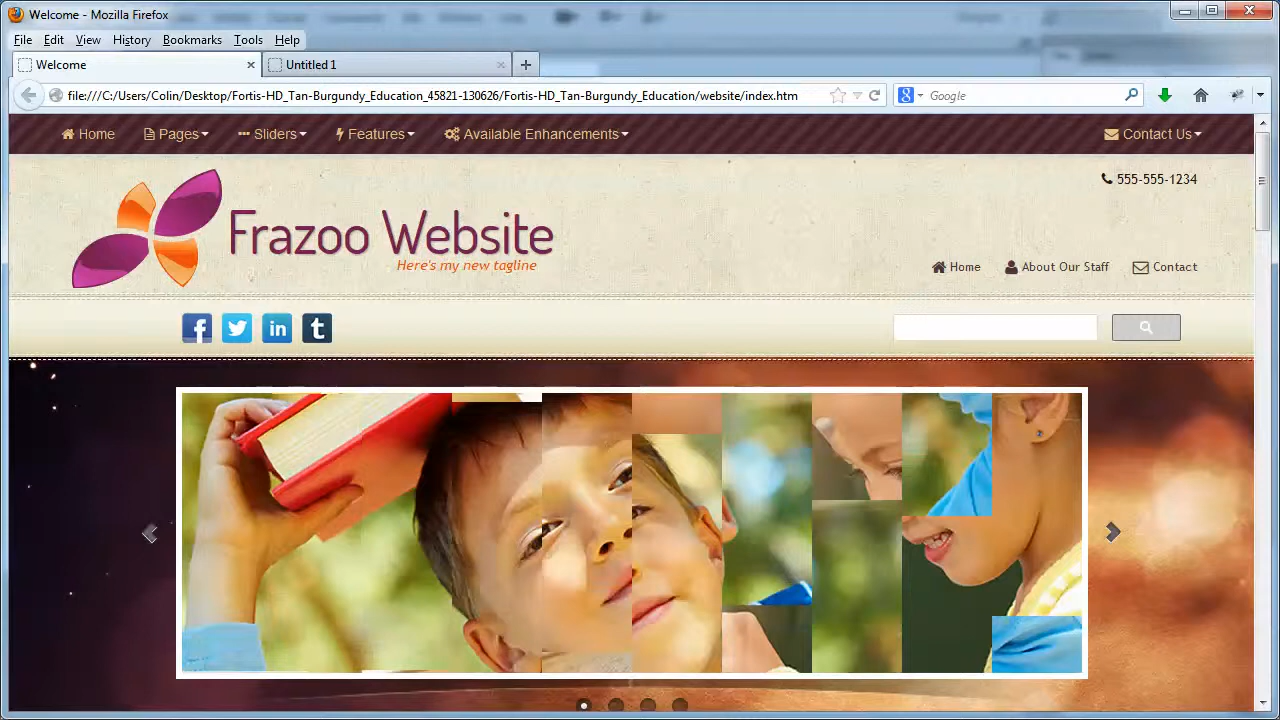 Welcome - Mozilla Firefox
File Edit View History Bookmarks Tools Help
Welcome Untitled 1
file:///C:/Users/Colin/Desktop/Fortis-HD_Tan-Burgundy_Education_45821-130626/Fortis-HD_Tan-Burgundy_Education/website/index.htm Google
Home Pages Sliders Features Available Enhancements Contact Us
555-555-1234
Frazoo Website
Here's my new tagline
Home About Our Staff Contact